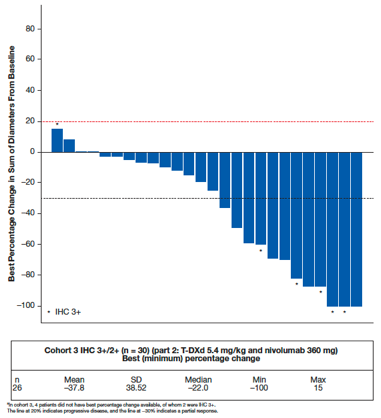 Best Percentage Change in Sum of Diameters From Baseline
80
60
40
20
0
−20
−40
−60
−80
−100
*
*
*
*
*
*
* IHC 3+
Cohort 3 IHC 3+/2+ (n = 30) (part 2: T-DXd 5.4 mg/kg and nivolumab 360 mg)
Best (minimum) percentage change
n Mean SD Median Min Max
26 −37.8 38.52 −22.0 −100 15
ᵃIn cohort 3, 4 patients did not have best percentage change available, of whom 2 were IHC 3+.
The line at 20% indicates progressive disease, and the line at −30% indicates a partial response.